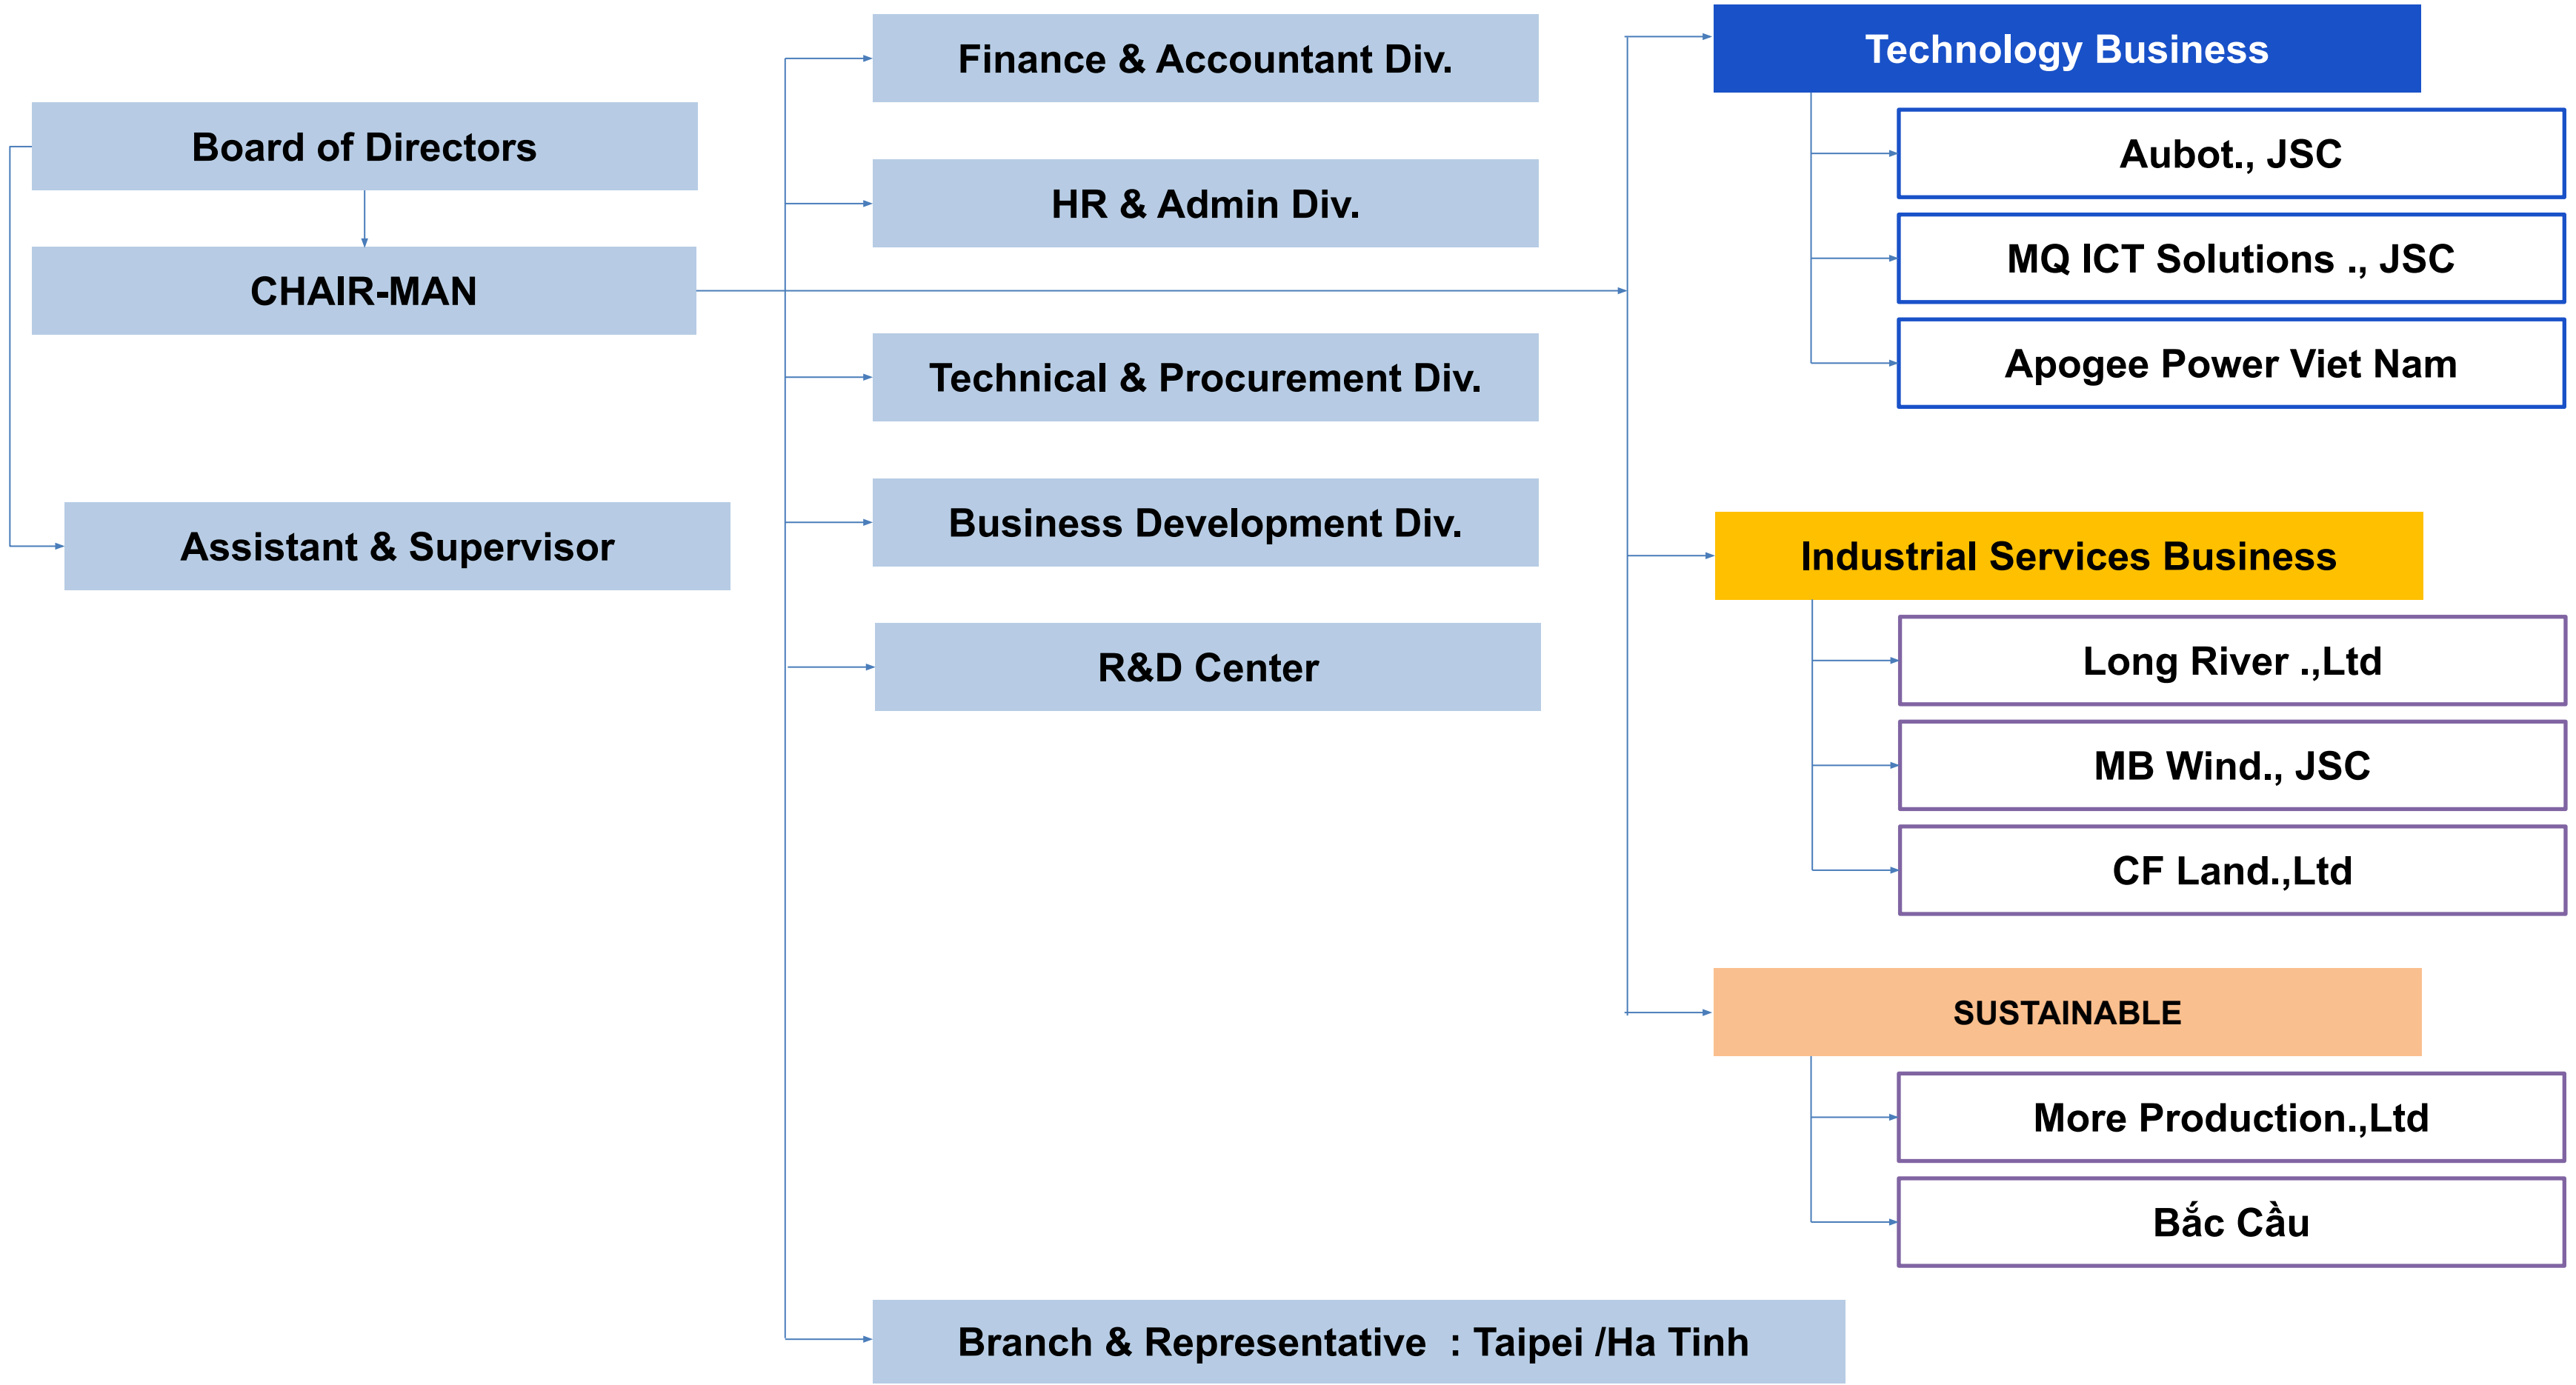 Board of Directors
CHAIR-MAN
Assistant & Supervisor
Finance & Accountant Div.
HR & Admin Div.
Technical & Procurement Div.
Business Development Div.
R&D Center
Branch & Representative  : Taipei /Ha Tinh
Technology Business
Aubot., JSC
MQ ICT Solutions ., JSC
Apogee Power Viet Nam
Industrial Services Business
Long River .,Ltd
MB Wind., JSC
CF Land.,Ltd
SUSTAINABLE
More Production.,Ltd
Bắc Cầu